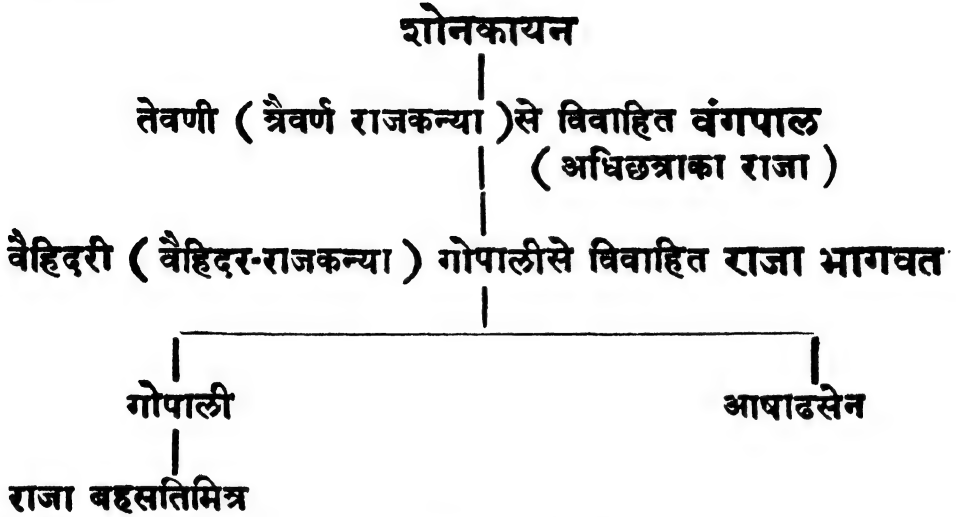 शोनकायन
तेवणी ( त्रैवर्ण राजकन्या )से विवाहित वंगपाल
( अधिछत्राका राजा )
वैहिदरी ( वैहिदर-राजकन्या ) गोपालीसे विवाहित राजा भागवत
गोपाली आषाढसेन
राजा बहसतिमित्र